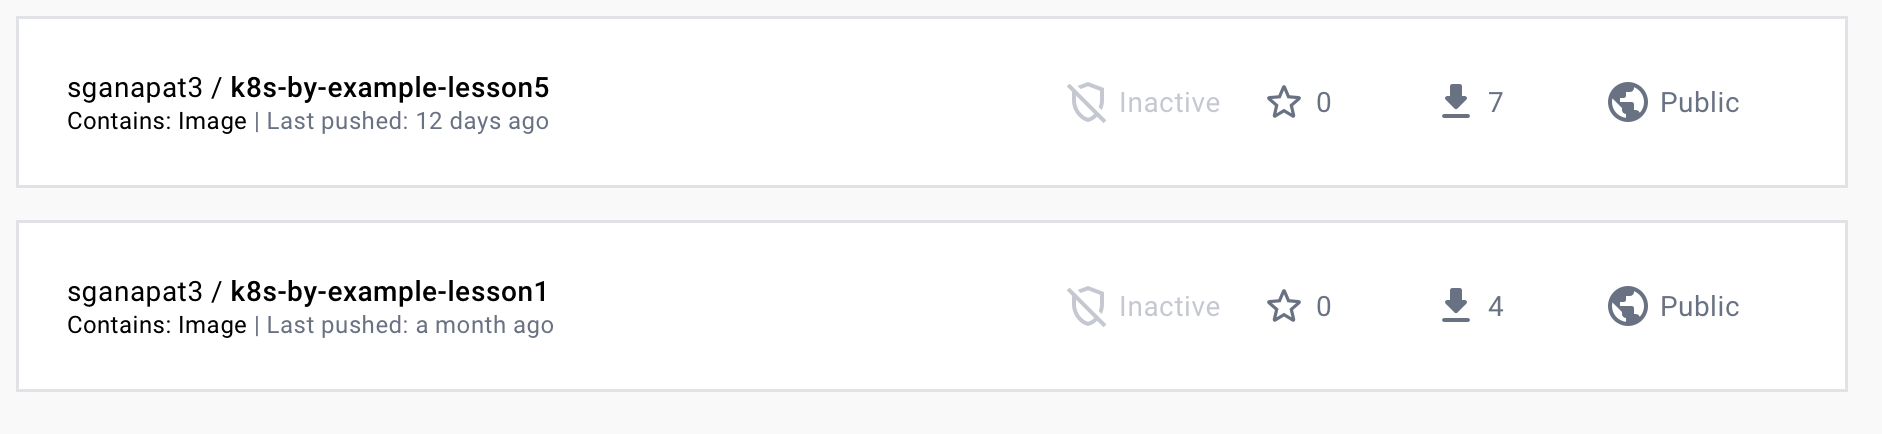 sganapat3 / k8s-by-example-lesson5
Contains: Image | Last pushed: 12 days ago
Inactive
0
7
Public
sganapat3 / k8s-by-example-lesson1
Contains: Image | Last pushed: a month ago
Inactive
0
4
Public